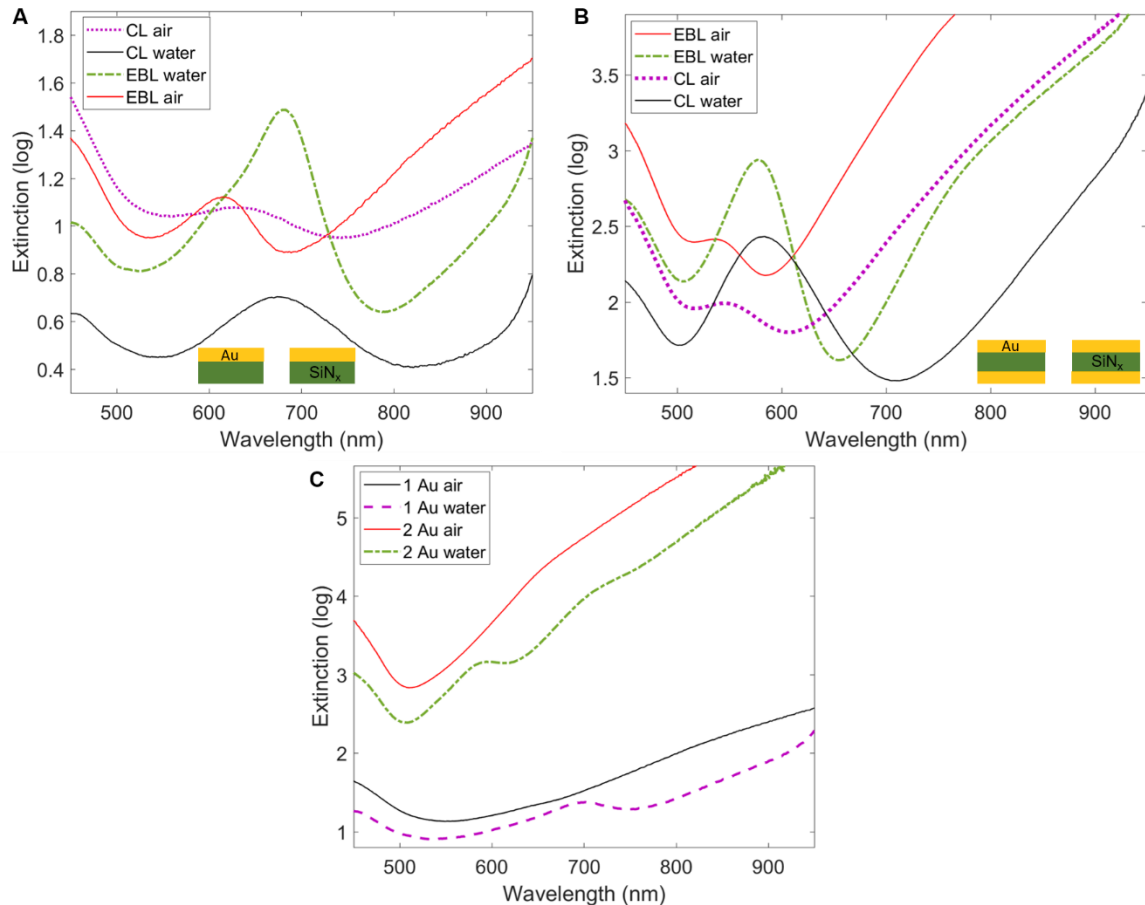 A
CL air
CL water
EBL water
EBL air
1.8
1.6
1.4
1.2
1
0.8
0.6
0.4
Extinction (log)
Au
SiNx
500 600 700 800 900
Wavelength (nm)
B
EBL air
EBL water
CL air
CL water
3.5
3
2.5
2
1.5
Extinction (log)
Au
SiNx
500 600 700 800 900
Wavelength (nm)
C
1 Au air
1 Au water
2 Au air
2 Au water
5
4
3
2
1
Extinction (log)
500 600 700 800 900
Wavelength (nm)